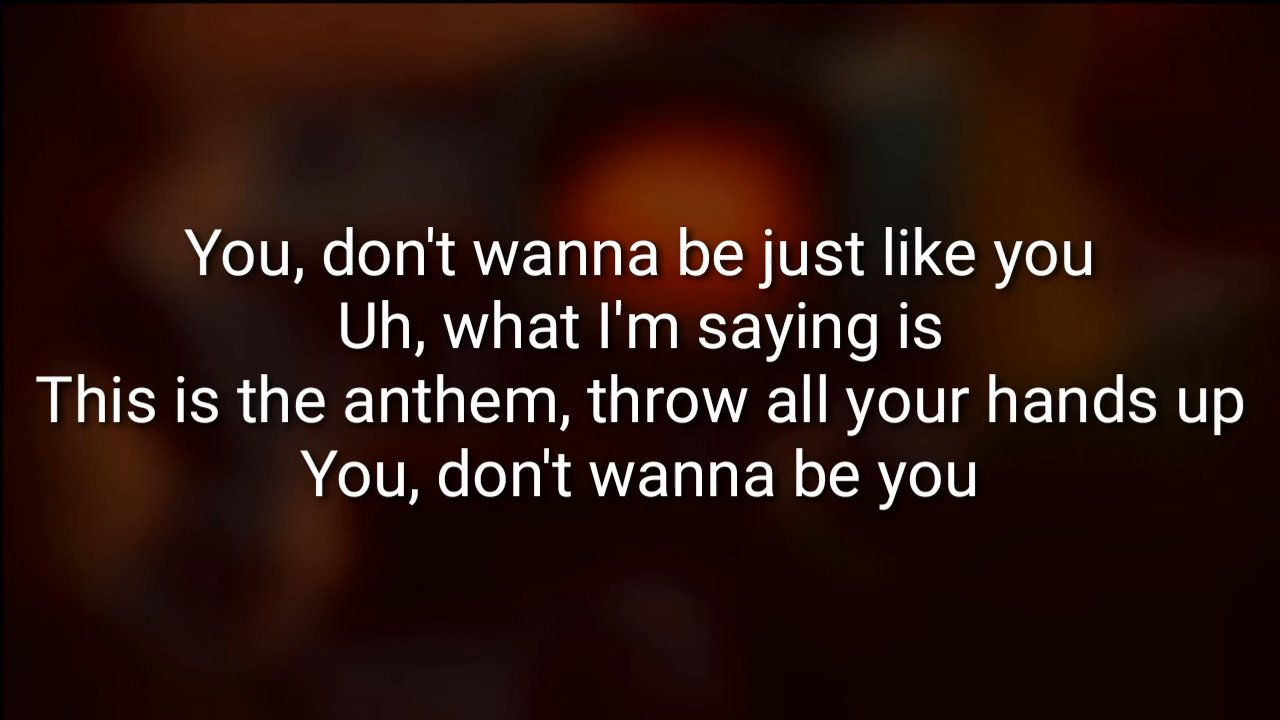 You, don't wanna be just like you
Uh, what I'm saying is
This is the anthem, throw all your hands up
You, don't wanna be you